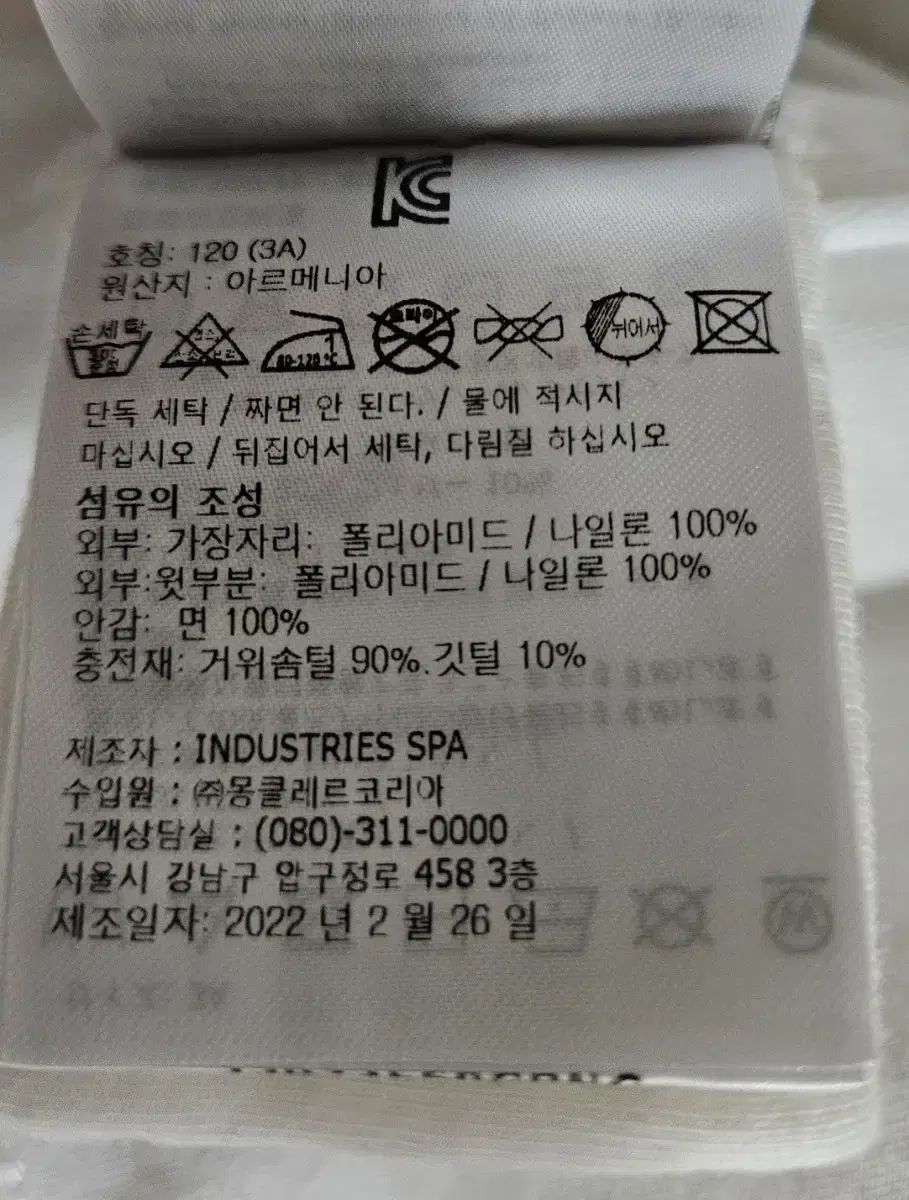 KC
호칭: 120 (3A)
원산지 : 아르메니아
손세탁
80-120 ℃
드라이
뉘어서
단독 세탁 / 짜면 안 된다. / 물에 적시지
마십시오 / 뒤집어서 세탁, 다림질 하십시오
섬유의 조성
외부: 가장자리: 폴리아미드 / 나일론 100%
외부:윗부분: 폴리아미드 / 나일론 100%
안감: 면 100%
충전재: 거위솜털 90%.깃털 10%
제조자 : INDUSTRIES SPA
수입원 : ㈜몽클레르코리아
고객상담실 : (080)-311-0000
서울시 강남구 압구정로 458 3층
제조일자: 2022 년 2 월 26 일